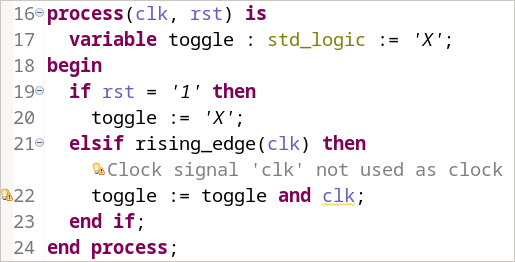 16 process(clk, rst) is
17 variable toggle : std_logic := 'X';
18 begin
19 if rst = '1' then
20 toggle := 'X';
21 elsif rising_edge(clk) then
Clock signal 'clk' not used as clock
22 toggle := toggle and clk;
23 end if;
24 end process;